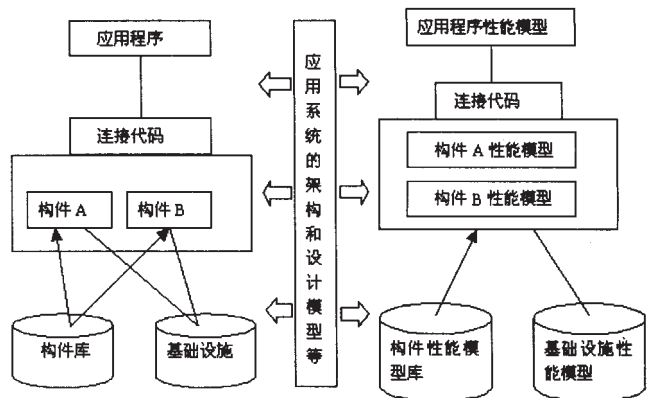 应用程序
连接代码
构件 A
构件 B
构件库
基础设施
应用系统的架构和设计模型等
应用程序性能模型
连接代码
构件 A 性能模型
构件 B 性能模型
构件性能模
型库
基础设施性
能模型